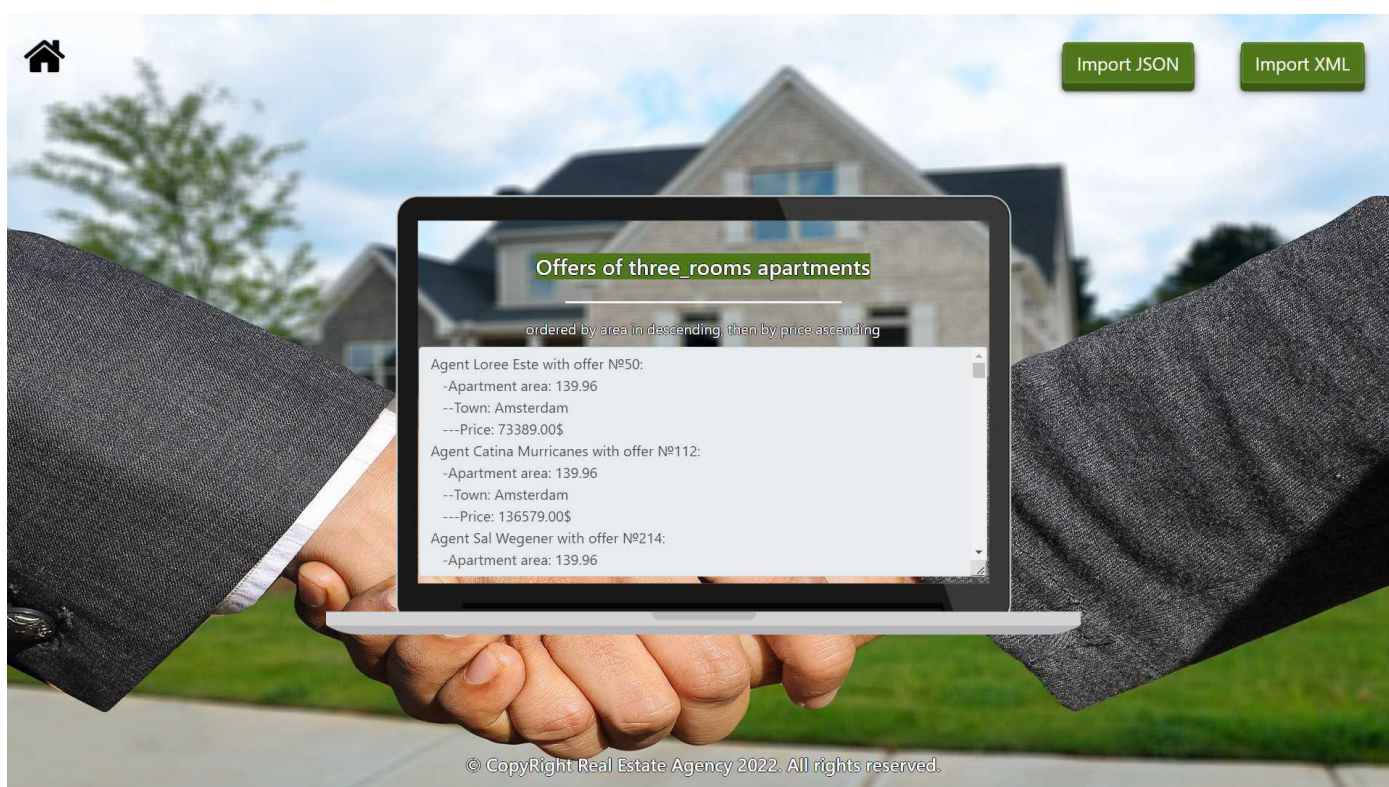 Import JSON
Import XML
Offers of three_rooms apartments
ordered by area in descending, then by price ascending
Agent Loree Este with offer №50:
-Apartment area: 139.96
--Town: Amsterdam
---Price: 73389.00$
Agent Catina Murricanes with offer №112:
-Apartment area: 139.96
--Town: Amsterdam
---Price: 136579.00$
Agent Sal Wegener with offer №214:
-Apartment area: 139.96
© CopyRight Real Estate Agency 2022. All rights reserved.